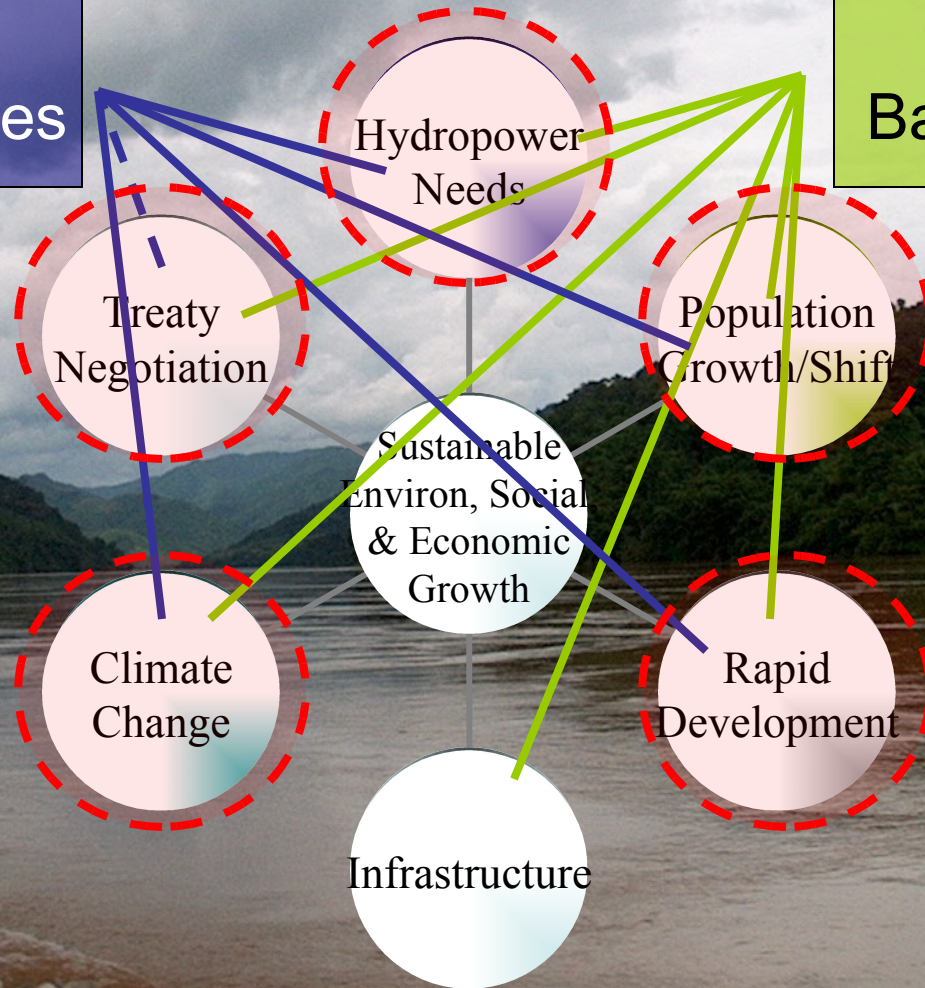 es
Ba
Hydropower
Needs
Treaty
Negotiation
Population
Growth/Shift
Sustainable
Environ, Social
& Economic
Growth
Climate
Change
Rapid
Development
Infrastructure